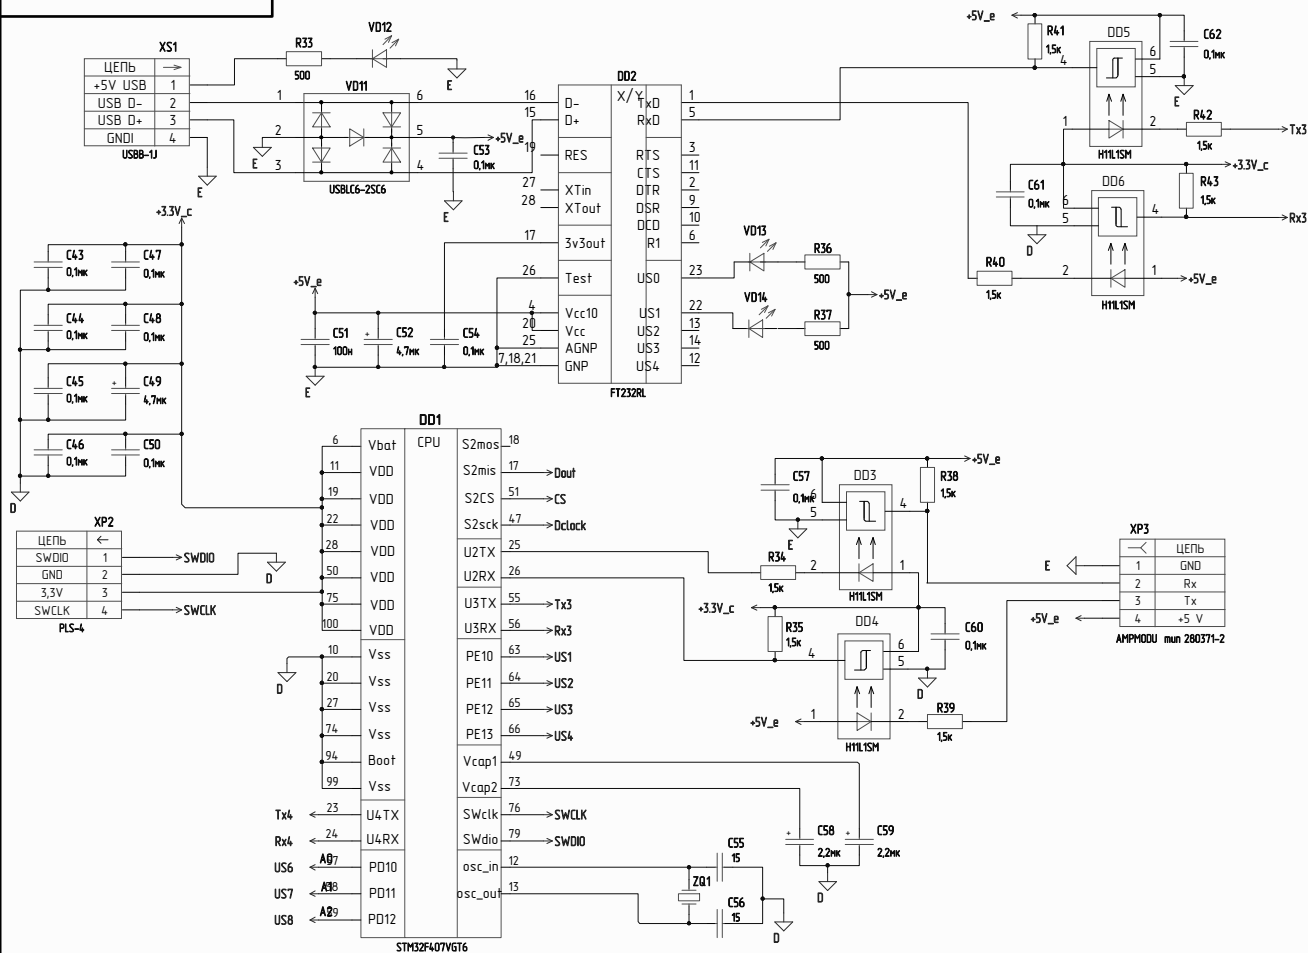 XS1
ЦЕПЬ
+5V USB 1
USB D- 2
USB D+ 3
GNDI 4
USBB-1J
E
R33
500
VD12
E
VD11
1 6
2 5
3 4
USBLC6-2SC6
E
+5V_e
C53
0,1мк
E
DD2
X/Y
16 D- TxD 1
15 D+ RxD 5
19 RES RTS 3
CTS 11
27 XTin DTR 2
28 XTout DSR 9
DCD 10
17 3v3out R1 6
26 Test US0 23
4 Vcc10 US1 22
20 Vcc US2 13
25 AGNP US3 14
7,18,21 GNP US4 12
FT232RL
VD13
R36
500
VD14
R37
500
+5V_e
+5V_e
R41
1,5к
DD5
4 6
5
C62
0,1мк
E
1 2
H11L1SM
R42
1,5к
Tx3
+3.3V_c
C61
0,1мк
D
DD6
6
5 4
R43
1,5к
Rx3
R40
1,5к
2 1
+5V_e
H11L1SM
+3.3V_c
C43
0,1мк
C47
0,1мк
C44
0,1мк
C48
0,1мк
C45
0,1мк
+
C49
4,7мк
C46
0,1мк
C50
0,1мк
D
+5V_e
C51
100н
+
C52
4,7мк
C54
0,1мк
E
XP2
ЦЕПЬ
SWDIO 1
GND 2
3,3V 3
SWCLK 4
PLS-4
SWDIO
D
SWCLK
DD1
CPU
6 Vbat S2mos 18
11 VDD S2mis 17 Dout
19 VDD S2CS 51 CS
22 VDD S2sck 47 Dclock
28 VDD U2TX 25
50 VDD U2RX 26
75 VDD U3TX 55 Tx3
100 VDD U3RX 56 Rx3
10 Vss PE10 63 US1
20 Vss PE11 64 US2
27 Vss PE12 65 US3
74 Vss PE13 66 US4
94 Boot Vcap1 49
99 Vss Vcap2 73
Tx4 23 U4TX SWclk 76 SWCLK
Rx4 24 U4RX SWdio 79 SWDIO
US6 A0 PD10 osc_in 12
US7 A1 PD11 osc_out 13
US8 A2 PD12
STM32F407VGT6
D
C57
0,1мк
E
DD3
6
5 4
R38
1,5к
+5V_e
R34
1,5к
2 1
H11L1SM
+3.3V_c
R35
1,5к
DD4
4 6
5
C60
0,1мк
D
+5V_e
1 2
H11L1SM
R39
1,5к
XP3
ЦЕПЬ
E 1 GND
2 Rx
3 Tx
+5V_e 4 +5 V
AMPMODU тип 280371-2
+
C58
2,2мк
+
C59
2,2мк
D
C55
15
ZQ1
C56
15
D